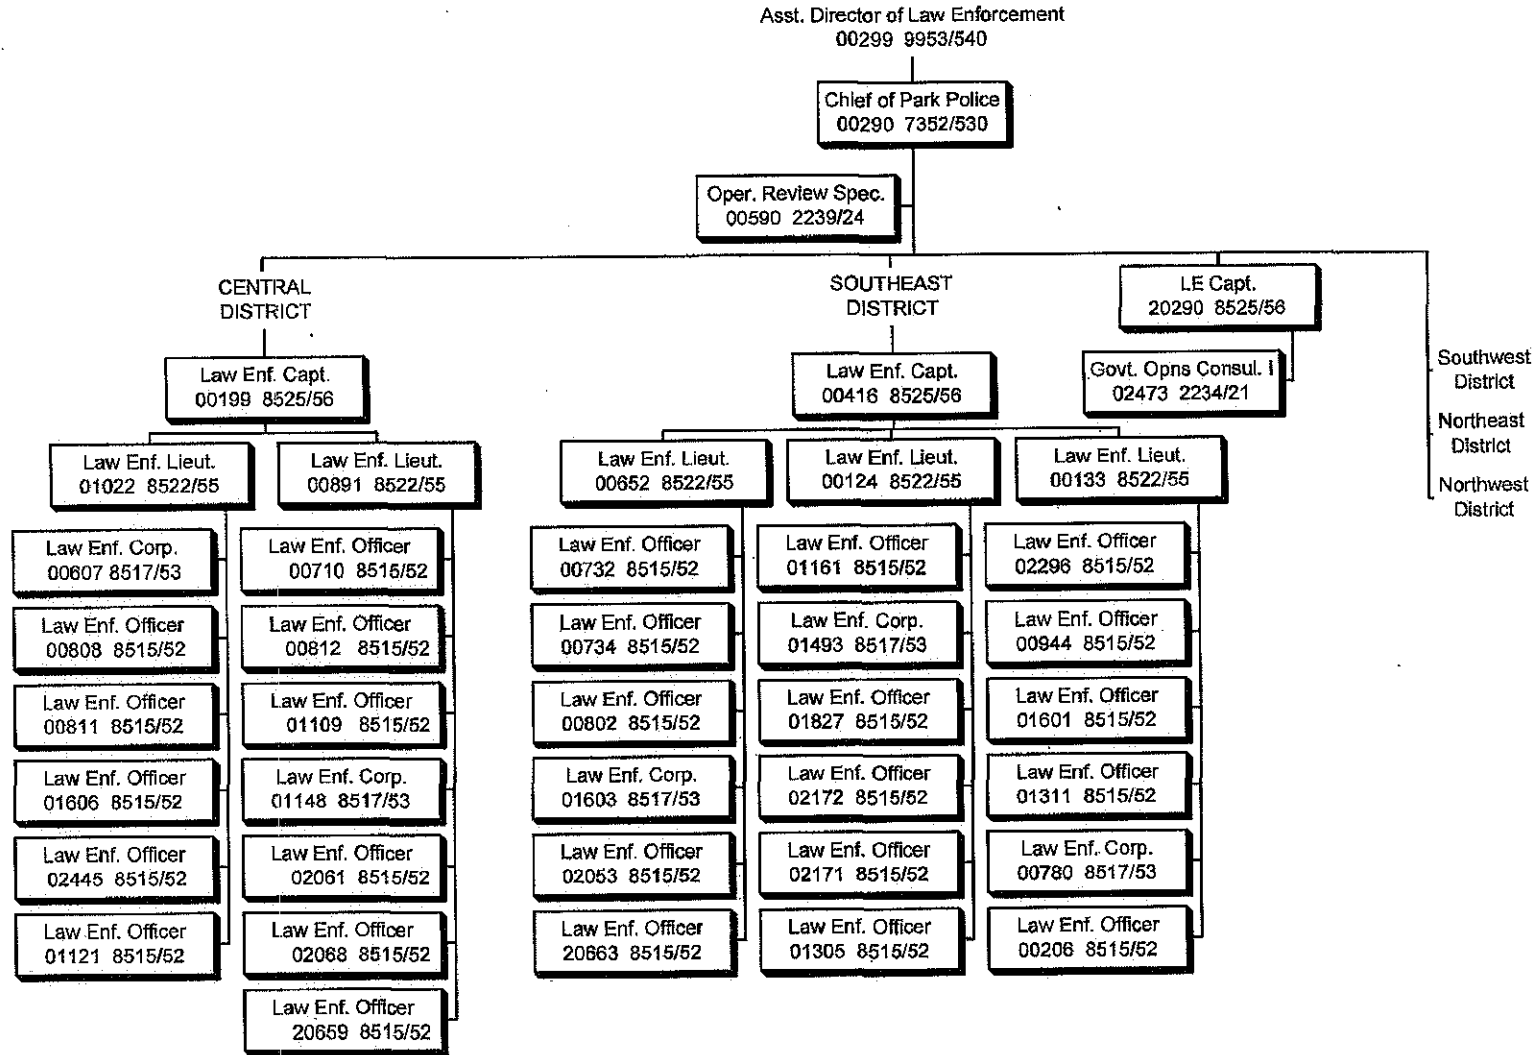 Asst. Director of Law Enforcement
00299 9953/540
Chief of Park Police
00290 7352/530
Oper. Review Spec.
00590 2239/24
CENTRAL
DISTRICT
Law Enf. Capt.
00199 8525/56
Law Enf. Lieut.
01022 8522/55
Law Enf. Corp.
00607 8517/53
Law Enf. Officer
00808 8515/52
Law Enf. Officer
00811 8515/52
Law Enf. Officer
01606 8515/52
Law Enf. Officer
02445 8515/52
Law Enf. Officer
01121 8515/52
Law Enf. Lieut.
00891 8522/55
Law Enf. Officer
00710 8515/52
Law Enf. Officer
00812 8515/52
Law Enf. Officer
01109 8515/52
Law Enf. Corp.
01148 8517/53
Law Enf. Officer
02061 8515/52
Law Enf. Officer
02068 8515/52
Law Enf. Officer
20659 8515/52
SOUTHEAST
DISTRICT
Law Enf. Capt.
00416 8525/56
Law Enf. Lieut.
00652 8522/55
Law Enf. Officer
00732 8515/52
Law Enf. Officer
00734 8515/52
Law Enf. Officer
00802 8515/52
Law Enf. Corp.
01603 8517/53
Law Enf. Officer
02053 8515/52
Law Enf. Officer
20663 8515/52
Law Enf. Lieut.
00124 8522/55
Law Enf. Officer
01161 8515/52
Law Enf. Corp.
01493 8517/53
Law Enf. Officer
01827 8515/52
Law Enf. Officer
02172 8515/52
Law Enf. Officer
02171 8515/52
Law Enf. Officer
01305 8515/52
Law Enf. Lieut.
00133 8522/55
Law Enf. Officer
02296 8515/52
Law Enf. Officer
00944 8515/52
Law Enf. Officer
01601 8515/52
Law Enf. Officer
01311 8515/52
Law Enf. Corp.
00780 8517/53
Law Enf. Officer
00206 8515/52
LE Capt.
20290 8525/56
Govt. Opns Consul. I
02473 2234/21
Southwest
District
Northeast
District
Northwest
District